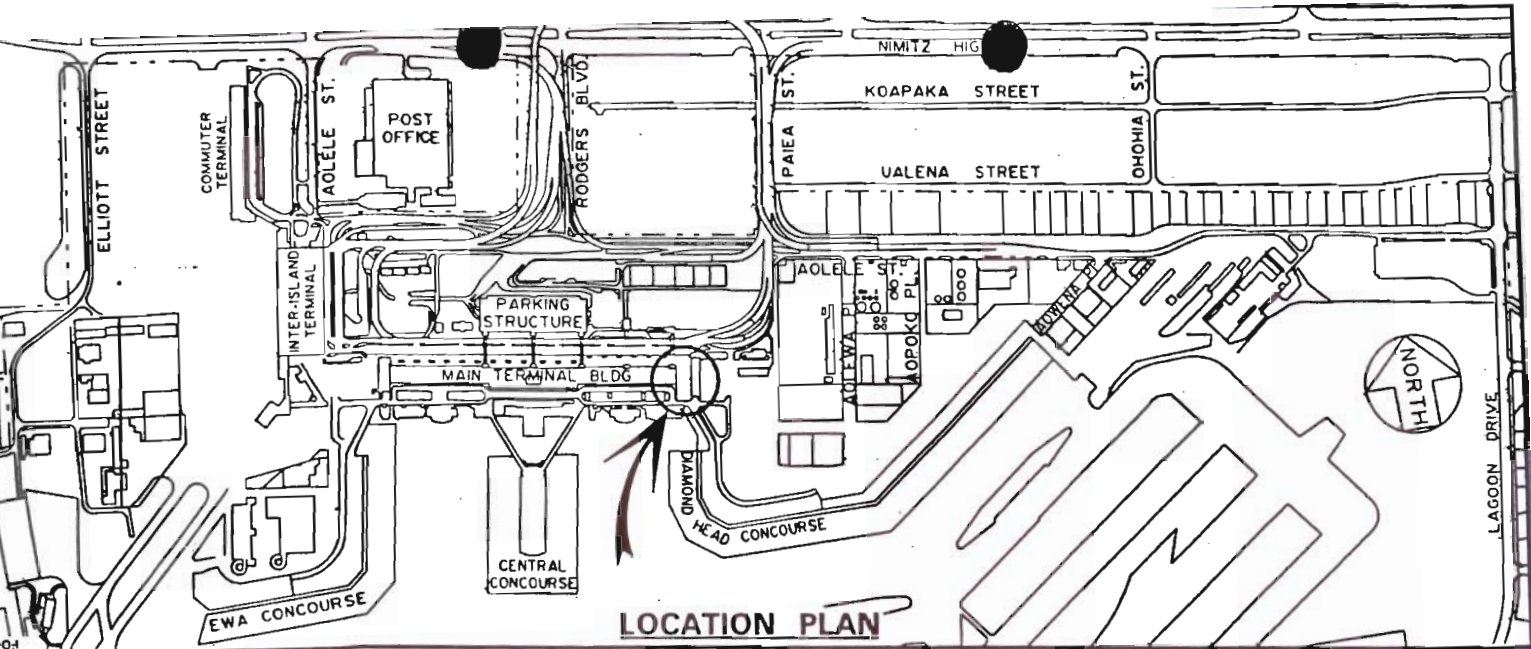 NIMITZ HIG
KOAPAKA STREET
UALENA STREET
ELLIOTT STREET
COMMUTER
TERMINAL
AOLELE ST.
POST
OFFICE
RODGERS BLVD.
PAIEA ST.
OHOHIA ST.
INTER-ISLAND
TERMINAL
PARKING
STRUCTURE
MAIN TERMINAL BLDG
AOLELE ST.
AOLEWA PL
AOPOKO PL
AOWENA
NORTH
LAGOON DRIVE
DIAMOND
HEAD CONCOURSE
CENTRAL
CONCOURSE
EWA CONCOURSE
LOCATION PLAN